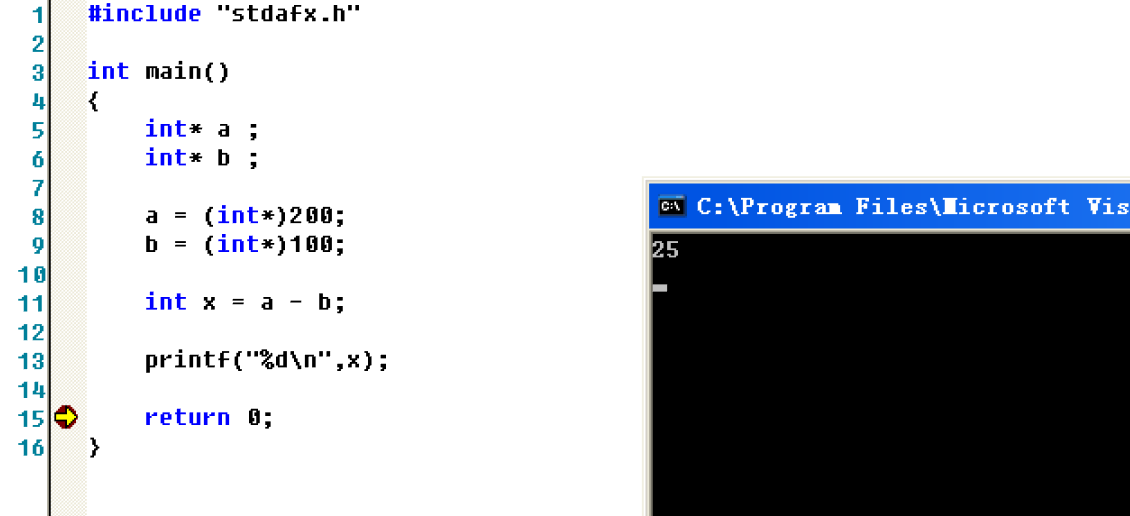 1 #include "stdafx.h"
2
3 int main()
4 {
5 int* a ;
6 int* b ;
7
8 a = (int*)200;
9 b = (int*)100;
10
11 int x = a - b;
12
13 printf("%d\n",x);
14
15 return 0;
16 }
C:\Program Files\Microsoft Vis
25